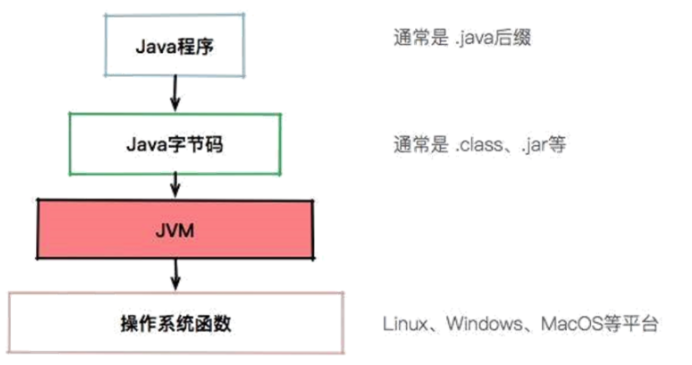 Java程序
通常是 .java后缀
Java字节码
通常是 .class、.jar等
JVM
操作系统函数
Linux、Windows、MacOS等平台